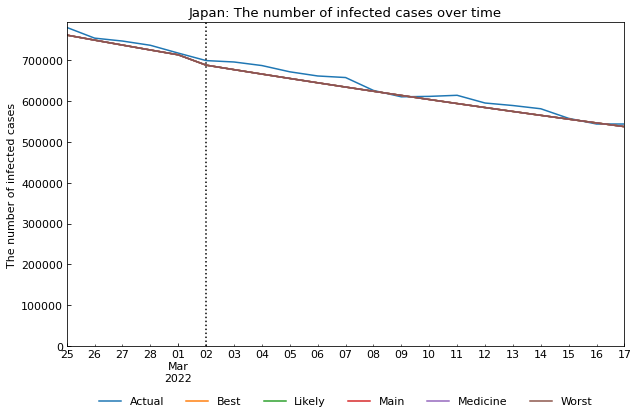 Japan: The number of infected cases over time
The number of infected cases
700000
600000
500000
400000
300000
200000
100000
0
25 26 27 28 01 02 03 04 05 06 07 08 09 10 11 12 13 14 15 16 17
Mar
2022
Actual Best Likely Main Medicine Worst